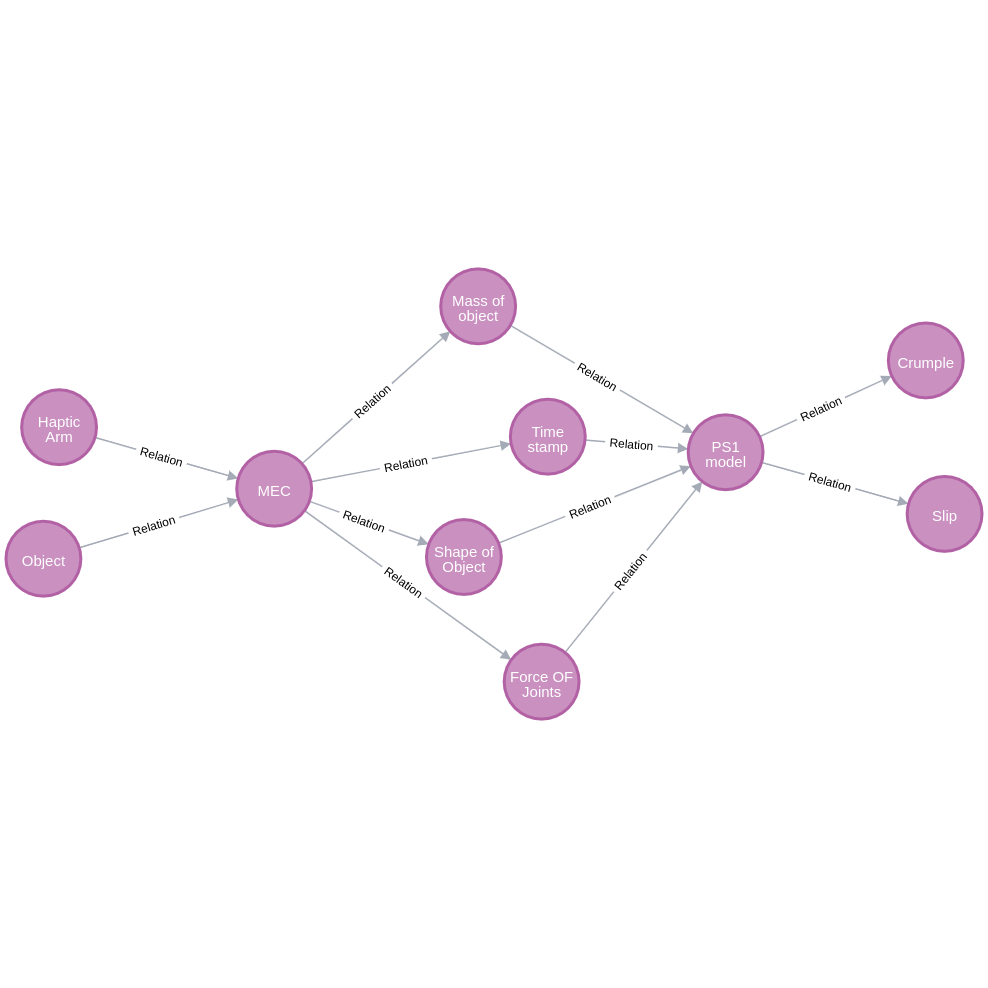 Haptic
Arm
Object
Relation
Relation
MEC
Relation
Relation
Relation
Relation
Mass of
object
Time
stamp
Shape of
Object
Force OF
Joints
Relation
Relation
Relation
Relation
PS1
model
Relation
Relation
Crumple
Slip